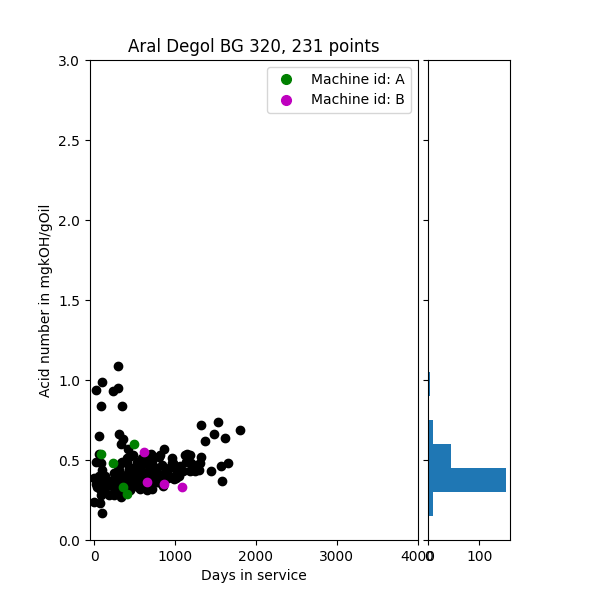 Aral Degol BG 320, 231 points
Machine id: A
Machine id: B
Acid number in mgkOH/gOil
3.0
2.5
2.0
1.5
1.0
0.5
0.0
0
1000
2000
3000
4000
0
100
Days in service